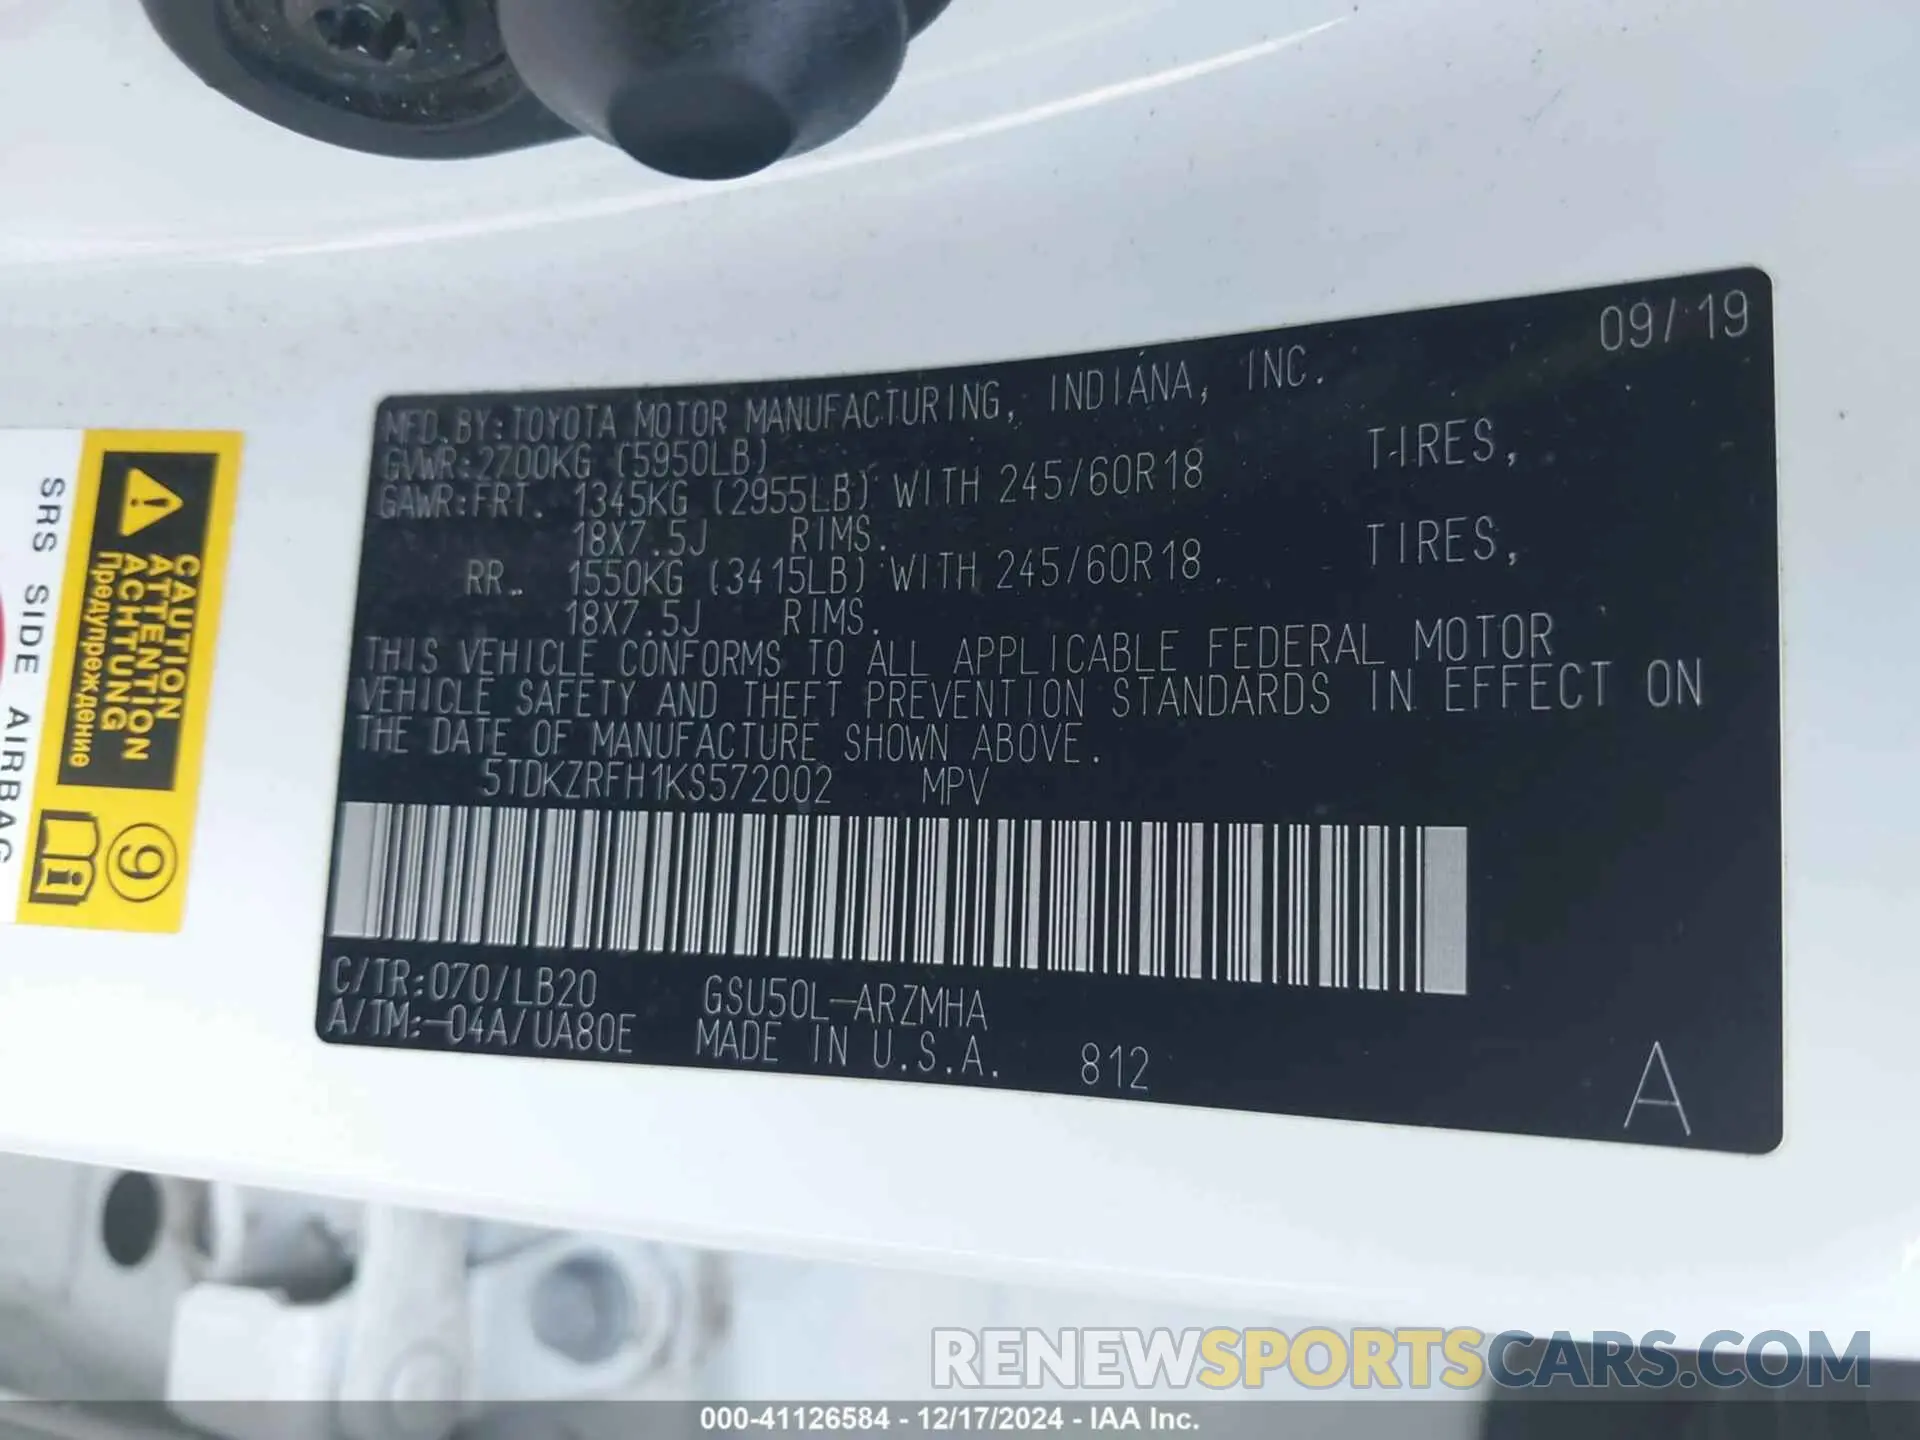 09/19
MFD. BY: TOYOTA MOTOR MANUFACTURING, INDIANA, INC.
GVWR: 2700KG (5950LB)
GAWR: FRT. 1345KG (2955LB) WITH 245/60R18 TIRES,
18X7.5J RIMS.
RR. 1550KG (3415LB) WITH 245/60R18 TIRES,
18X7.5J RIMS.
THIS VEHICLE CONFORMS TO ALL APPLICABLE FEDERAL MOTOR
VEHICLE SAFETY AND THEFT PREVENTION STANDARDS IN EFFECT ON
THE DATE OF MANUFACTURE SHOWN ABOVE.
5TDKZRFH1KS572002 MPV
C/TR: 070/LB20 GSU50L-ARZMHA
A/TM: -04A/UA80E MADE IN U.S.A. 812
A
CAUTION
ATTENTION
ACHTUNG
Предупреждение
SRS SIDE AIRBAG
9
RENEWSPORTSCARS.COM
000-41126584 - 12/17/2024 - IAA Inc.